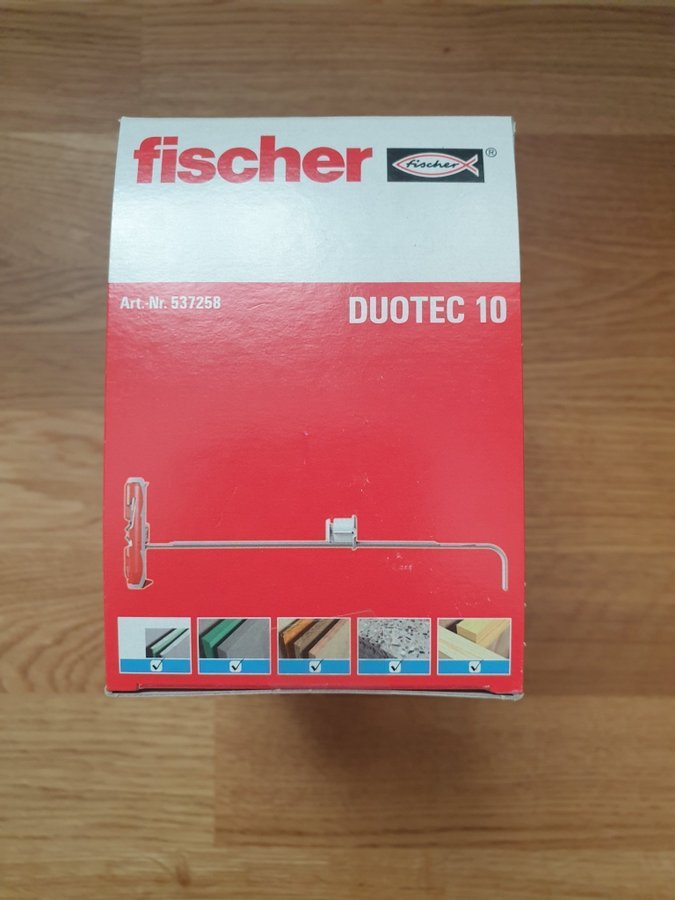 fischer fischer ®
Art.-Nr. 537258 DUOTEC 10